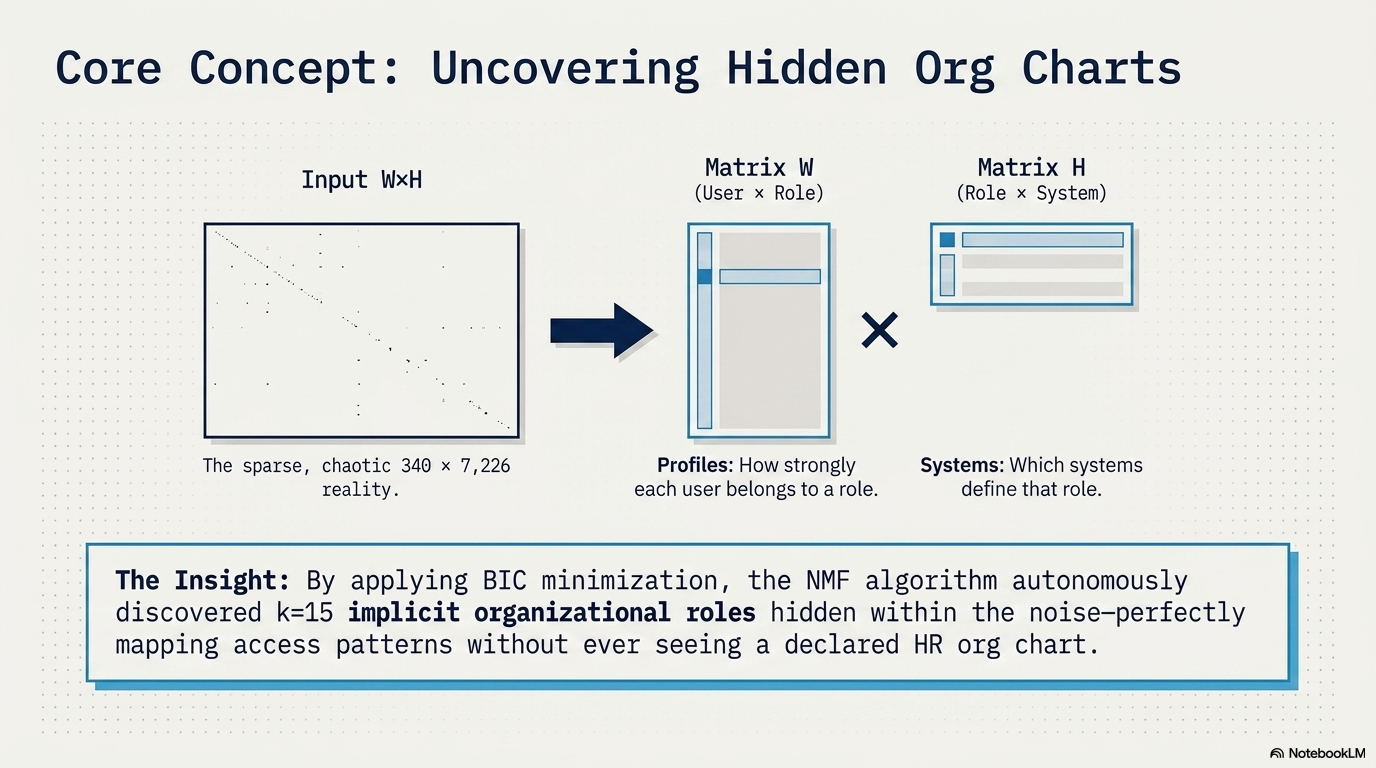 Core Concept: Uncovering Hidden Org Charts
Input W×H
Matrix W
(User × Role)
Matrix H
(Role × System)
The sparse, chaotic 340 × 7,226
reality.
Profiles: How strongly
each user belongs to a role.
Systems: Which systems
define that role.
The Insight: By applying BIC minimization, the NMF algorithm autonomously
discovered k=15 implicit organizational roles hidden within the noise—perfectly
mapping access patterns without ever seeing a declared HR org chart.
NotebookLM